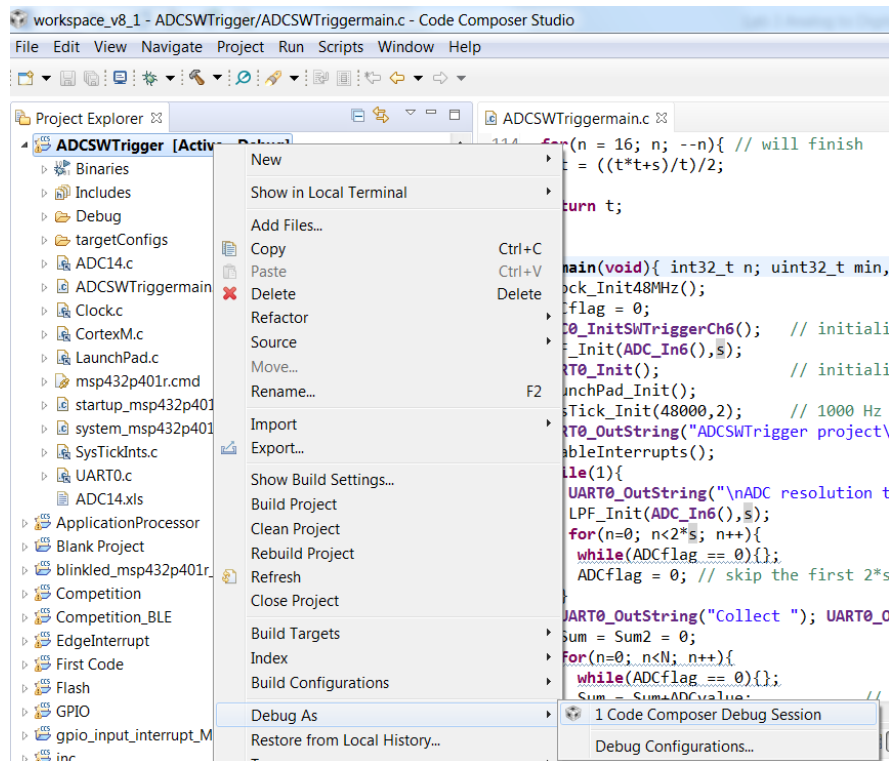 workspace_v8_1 - ADCSWTrigger/ADCSWTriggermain.c - Code Composer Studio
File Edit View Navigate Project Run Scripts Window Help
Project Explorer
ADCSWTrigger [Active - Debug]
Binaries
Includes
Debug
targetConfigs
ADC14.c
ADCSWTriggermain
Clock.c
CortexM.c
LaunchPad.c
msp432p401r.cmd
startup_msp432p401
system_msp432p401
SysTickInts.c
UART0.c
ADC14.xls
ApplicationProcessor
Blank Project
blinkled_msp432p401r_
Competition
Competition_BLE
EdgeInterrupt
First Code
Flash
GPIO
gpio_input_interrupt_M
inc
New
Show in Local Terminal
Add Files...
Copy Ctrl+C
Paste Ctrl+V
Delete Delete
Refactor
Source
Move...
Rename... F2
Import
Export...
Show Build Settings...
Build Project
Clean Project
Rebuild Project
Refresh
Close Project
Build Targets
Index
Build Configurations
Debug As
Restore from Local History...
1 Code Composer Debug Session
Debug Configurations...
ADCSWTriggermain.c
114 for(n = 16; n; --n){ // will finish
t = ((t*t+s)/t)/2;
turn t;
main(void){ int32_t n; uint32_t min,
ock_Init48MHz();
Cflag = 0;
C0_InitSWTriggerCh6(); // initiali
F_Init(ADC_In6(),s);
RT0_Init(); // initiali
unchPad_Init();
sTick_Init(48000,2); // 1000 Hz
RT0_OutString("ADCSWTrigger project\
ableInterrupts();
ile(1){
UART0_OutString("\nADC resolution t
LPF_Init(ADC_In6(),s);
for(n=0; n<2*s; n++){
while(ADCflag == 0){};
ADCflag = 0; // skip the first 2*s
}
UART0_OutString("Collect "); UART0_O
Sum = Sum2 = 0;
for(n=0; n<N; n++){
while(ADCflag == 0){};
Sum = Sum+ADCvalue; //